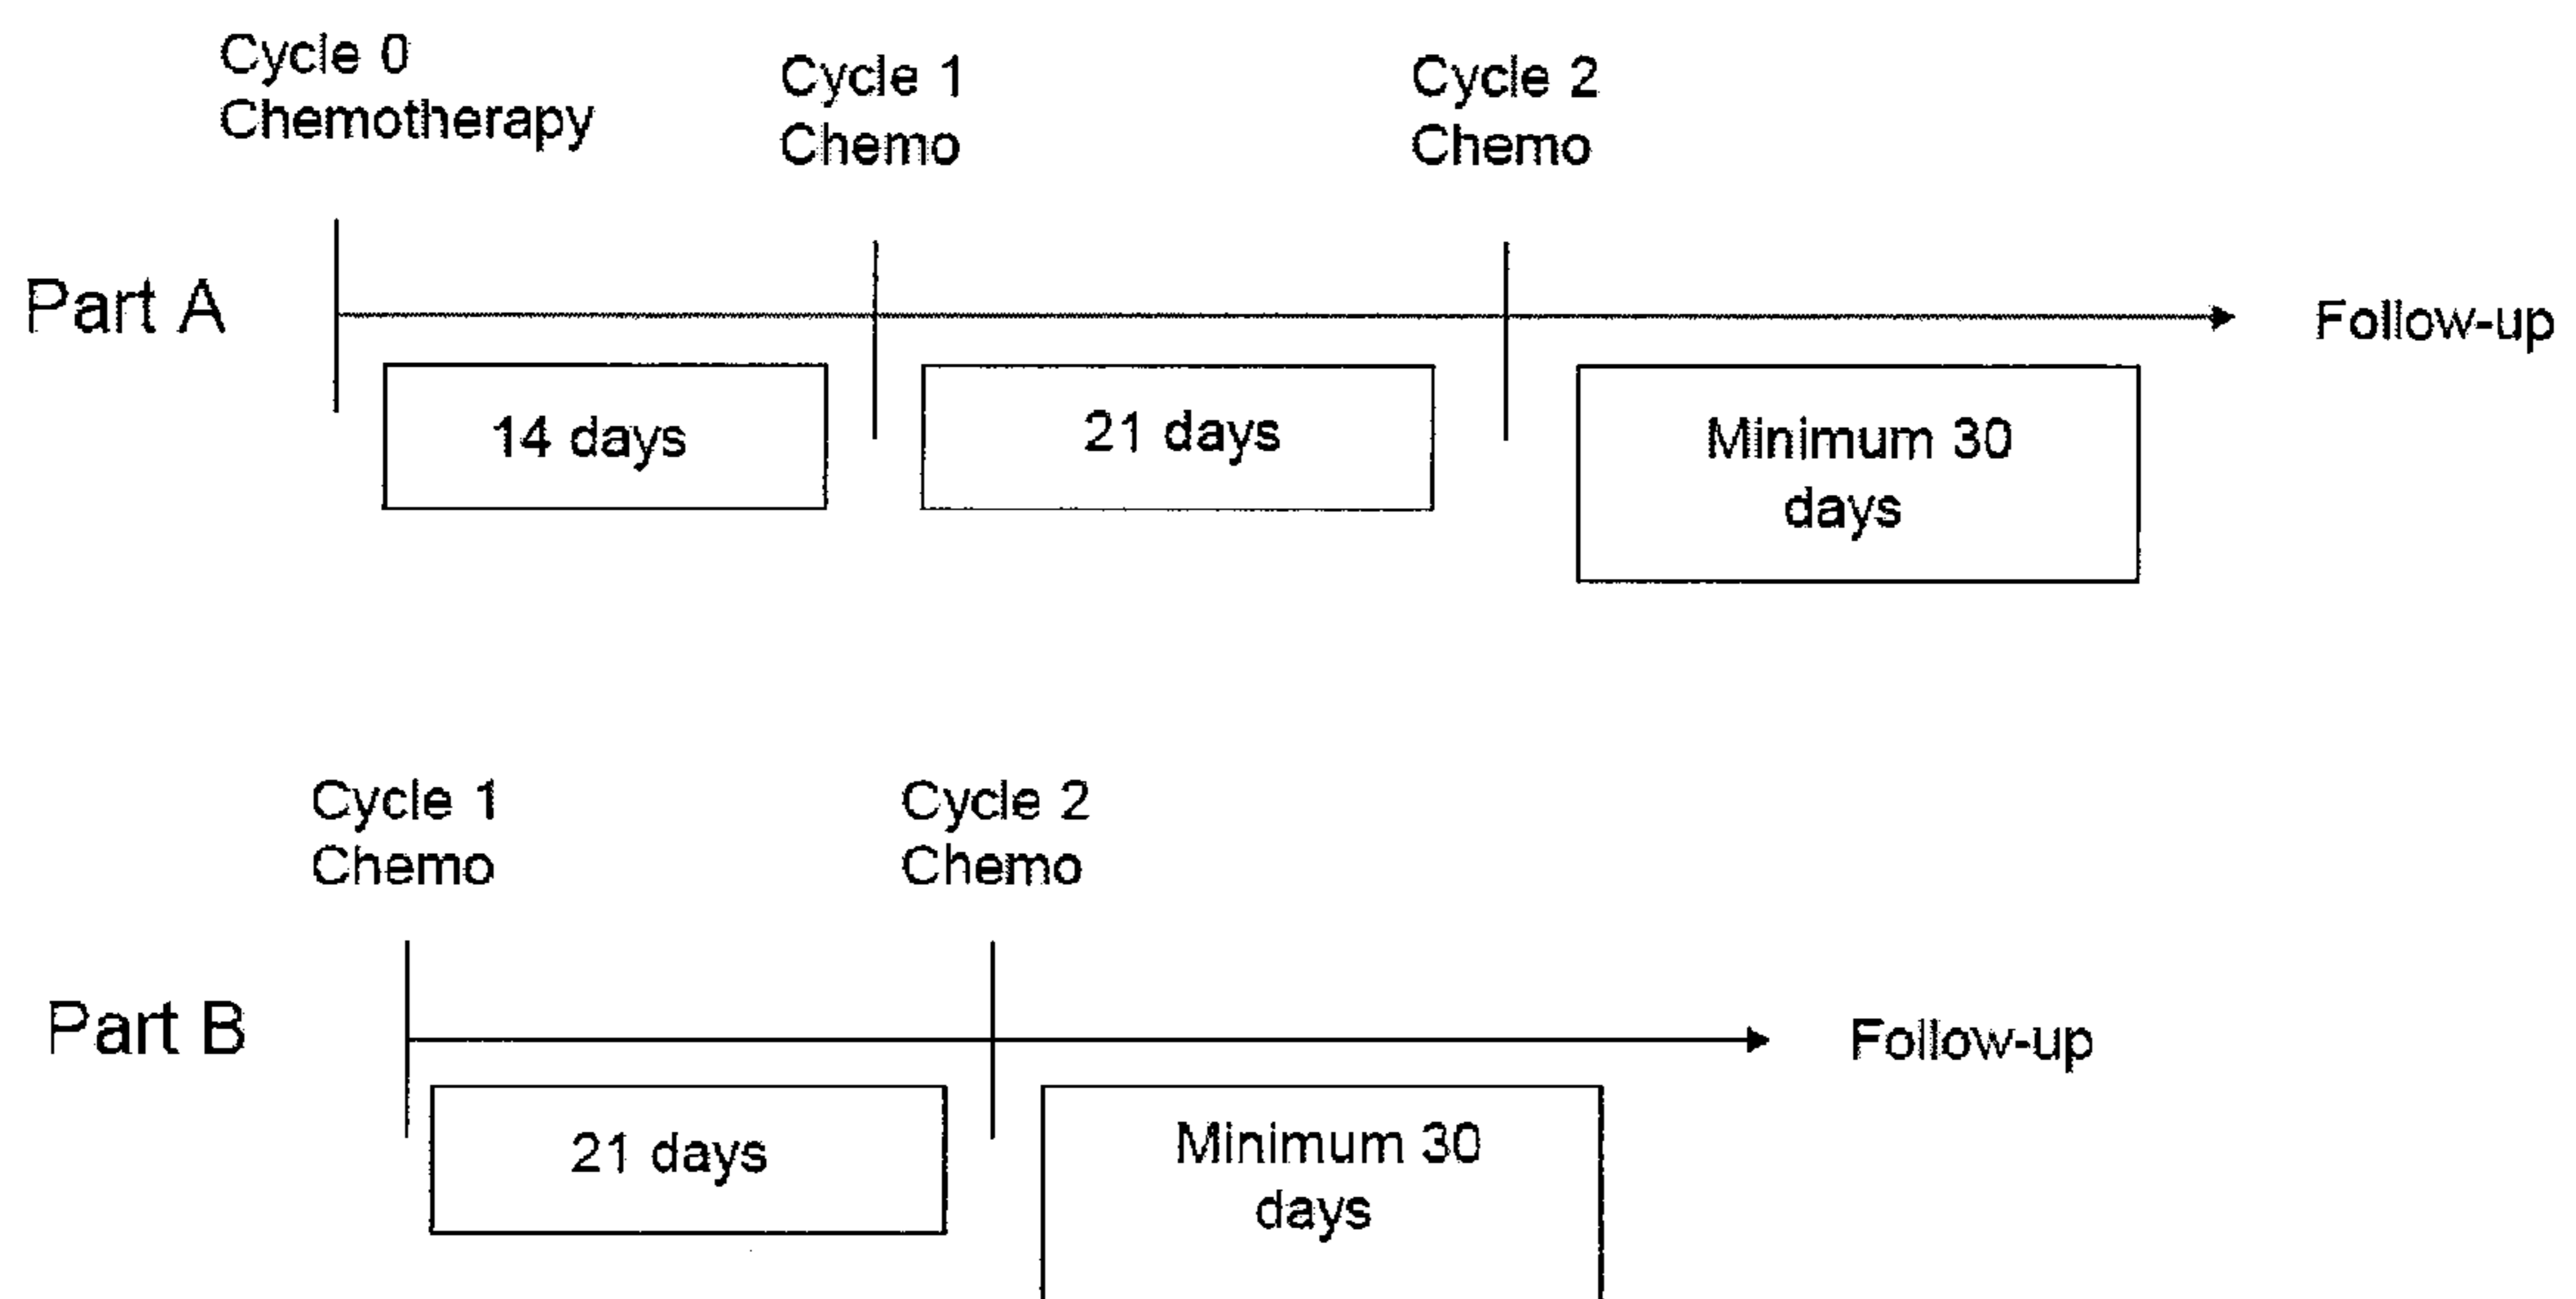 Cycle 0
Chemotherapy
Cycle 1
Chemo
Cycle 2
Chemo
Part A
Follow-up
14 days
21 days
Minimum 30
days
Cycle 1
Chemo
Cycle 2
Chemo
Part B
Follow-up
21 days
Minimum 30
days